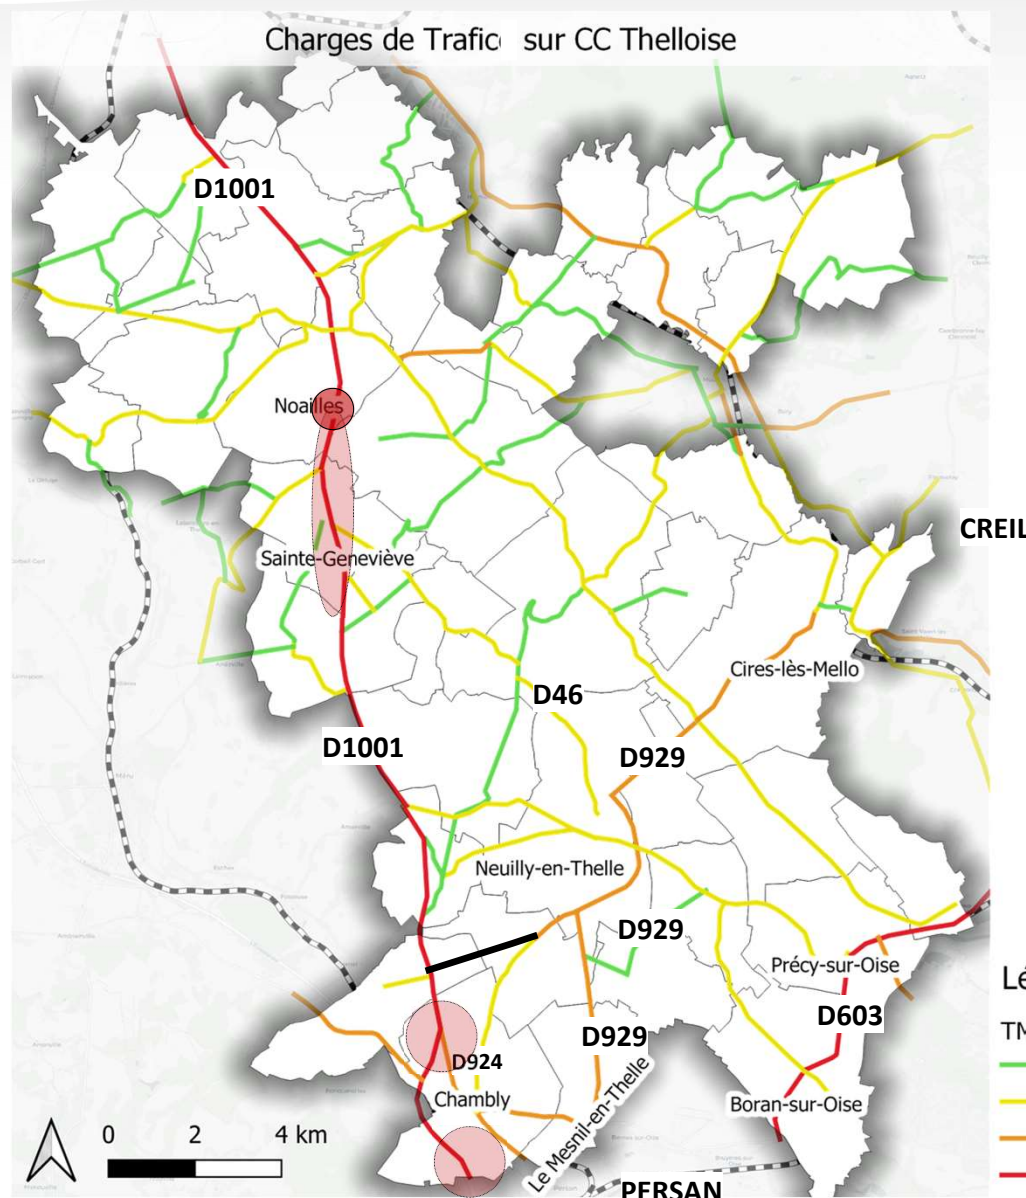 Charges de Trafic sur CC Thelloise
D1001
Noailles
CREIL
Sainte-Geneviève
Cires-lès-Mello
D46
D1001
D929
Neuilly-en-Thelle
D929
Précy-sur-Oise
Lé
D603
TM
D929
D924
Chambly
Boran-sur-Oise
Le Mesnil-en-Thelle
0 2 4 km
PERSAN